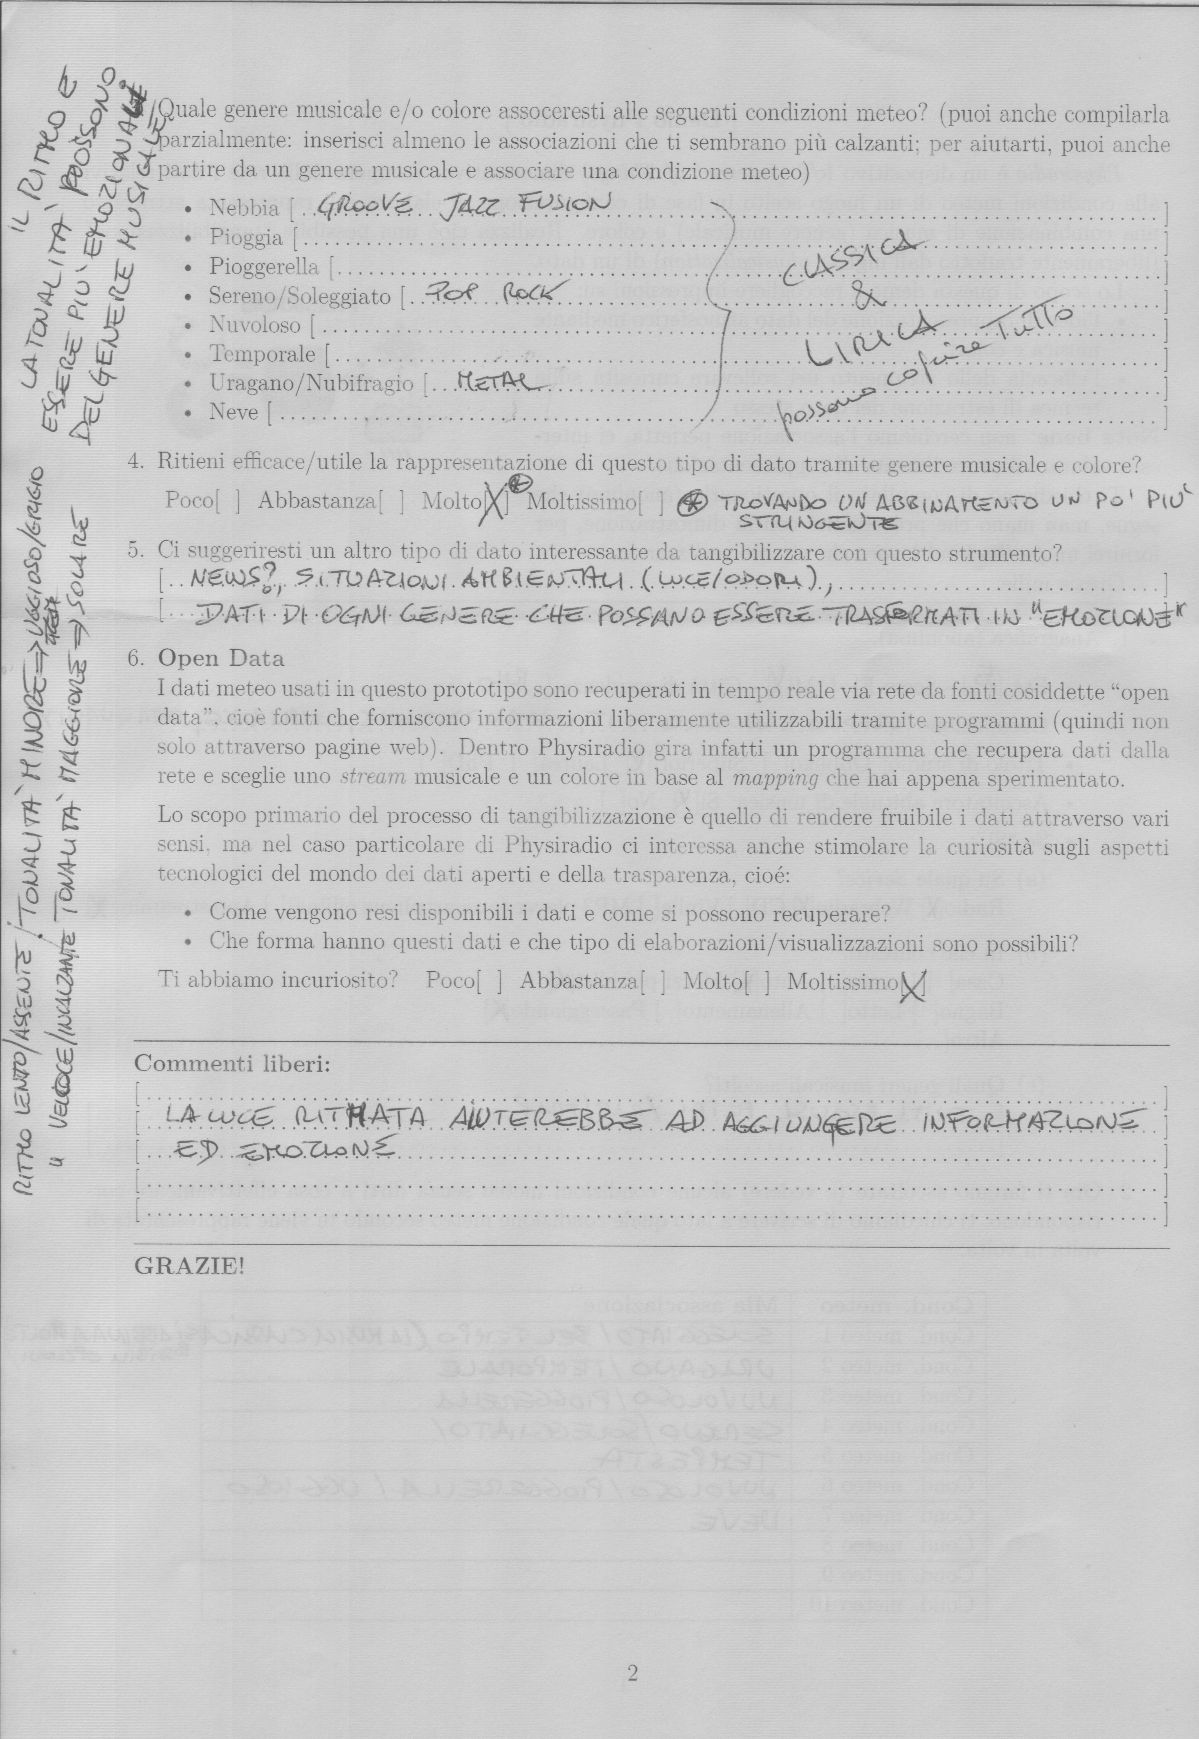 Quale genere musicale e/o colore assoceresti alle seguenti condizioni meteo? (puoi anche compilarla
parzialmente: inserisci almeno le associazioni che ti sembrano più calzanti; per aiutarti, puoi anche
partire da un genere musicale e associare una condizione meteo)
• Nebbia [ GROOVE JAZZ FUSION ]
• Pioggia [ ]
• Pioggerella [ ]
• Sereno/Soleggiato [ POP ROCK ]
• Nuvoloso [ ]
• Temporale [ ]
• Uragano/Nubifragio [ METAL ]
• Neve [ ]
CLASSICA
&
LIRICA
possono coprire TUTTO
IL RITMO E
LA TONALITA' POSSONO
ESSERE PIU' EMOZIONALI
DEL GENERE MUSICALE
4. Ritieni efficace/utile la rappresentazione di questo tipo di dato tramite genere musicale e colore?
Poco[ ] Abbastanza[ ] Molto[X] * Moltissimo[ ] * TROVANDO UN ABBINAMENTO UN PO' PIU'
STRINGENTE
5. Ci suggeriresti un altro tipo di dato interessante da tangibilizzare con questo strumento?
[ NEWS?, SITUAZIONI AMBIENTALI (LUCE/ODORI), ]
[ DATI DI OGNI GENERE CHE POSSANO ESSERE TRASFORMATI IN "EMOZIONE"
6. Open Data
I dati meteo usati in questo prototipo sono recuperati in tempo reale via rete da fonti cosiddette “open
data”, cioè fonti che forniscono informazioni liberamente utilizzabili tramite programmi (quindi non
solo attraverso pagine web). Dentro Physiradio gira infatti un programma che recupera dati dalla
rete e sceglie uno stream musicale e un colore in base al mapping che hai appena sperimentato.
Lo scopo primario del processo di tangibilizzazione è quello di rendere fruibile i dati attraverso vari
sensi, ma nel caso particolare di Physiradio ci interessa anche stimolare la curiosità sugli aspetti
tecnologici del mondo dei dati aperti e della trasparenza, cioé:
• Come vengono resi disponibili i dati e come si possono recuperare?
• Che forma hanno questi dati e che tipo di elaborazioni/visualizzazioni sono possibili?
Ti abbiamo incuriosito? Poco[ ] Abbastanza[ ] Molto[ ] Moltissimo[X]
RITMO LENTO/ASSENTE / TONALITA' MINORE ⇒ UGGIOSO/GRIGIO
" VELOCE/INCALZANTE TONALITA' MAGGIORE ⇒ SOLARE
Commenti liberi:
[ ]
[ LA LUCE RITMATA AIUTEREBBE AD AGGIUNGERE INFORMAZIONE ]
[ ED EMOZIONE ]
[ ]
[ ]
GRAZIE!
2